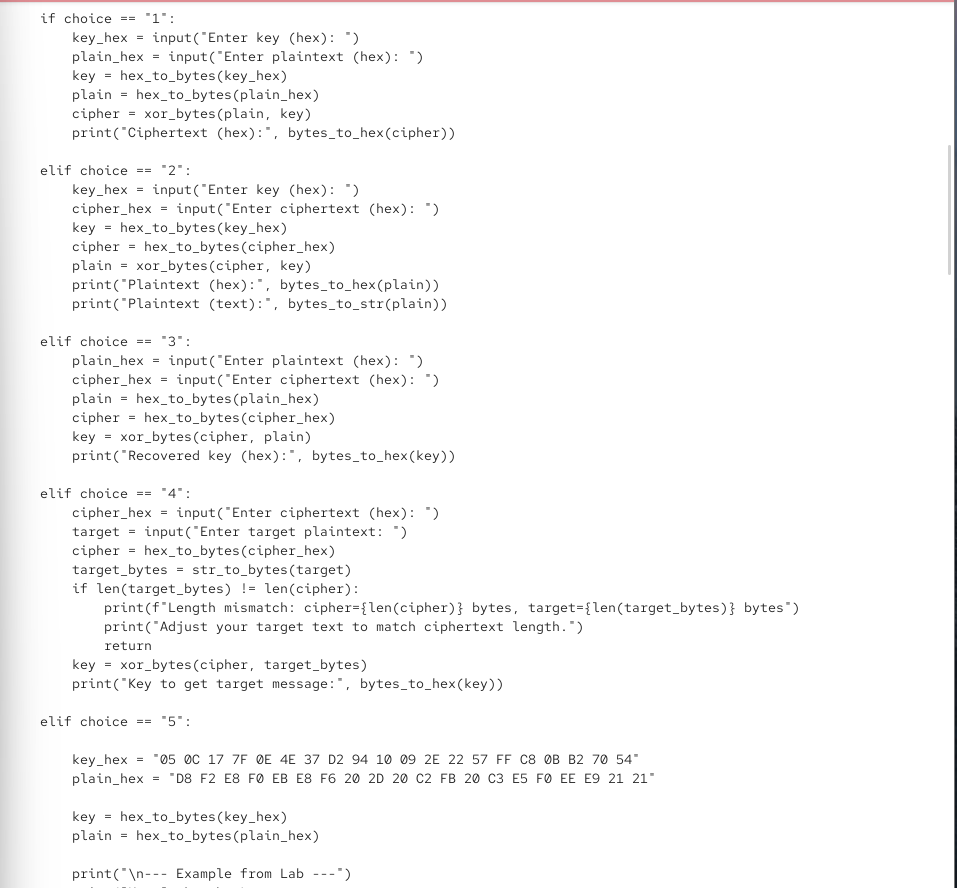 if choice == "1":
    key_hex = input("Enter key (hex): ")
    plain_hex = input("Enter plaintext (hex): ")
    key = hex_to_bytes(key_hex)
    plain = hex_to_bytes(plain_hex)
    cipher = xor_bytes(plain, key)
    print("Ciphertext (hex):", bytes_to_hex(cipher))

elif choice == "2":
    key_hex = input("Enter key (hex): ")
    cipher_hex = input("Enter ciphertext (hex): ")
    key = hex_to_bytes(key_hex)
    cipher = hex_to_bytes(cipher_hex)
    plain = xor_bytes(cipher, key)
    print("Plaintext (hex):", bytes_to_hex(plain))
    print("Plaintext (text):", bytes_to_str(plain))

elif choice == "3":
    plain_hex = input("Enter plaintext (hex): ")
    cipher_hex = input("Enter ciphertext (hex): ")
    plain = hex_to_bytes(plain_hex)
    cipher = hex_to_bytes(cipher_hex)
    key = xor_bytes(cipher, plain)
    print("Recovered key (hex):", bytes_to_hex(key))

elif choice == "4":
    cipher_hex = input("Enter ciphertext (hex): ")
    target = input("Enter target plaintext: ")
    cipher = hex_to_bytes(cipher_hex)
    target_bytes = str_to_bytes(target)
    if len(target_bytes) != len(cipher):
        print(f"Length mismatch: cipher={len(cipher)} bytes, target={len(target_bytes)} bytes")
        print("Adjust your target text to match ciphertext length.")
        return
    key = xor_bytes(cipher, target_bytes)
    print("Key to get target message:", bytes_to_hex(key))

elif choice == "5":

    key_hex = "05 0C 17 7F 0E 4E 37 D2 94 10 09 2E 22 57 FF C8 0B B2 70 54"
    plain_hex = "D8 F2 E8 F0 EB E8 F6 20 2D 20 C2 FB 20 C3 E5 F0 EE E9 21 21"

    key = hex_to_bytes(key_hex)
    plain = hex_to_bytes(plain_hex)

    print("\n--- Example from Lab ---")